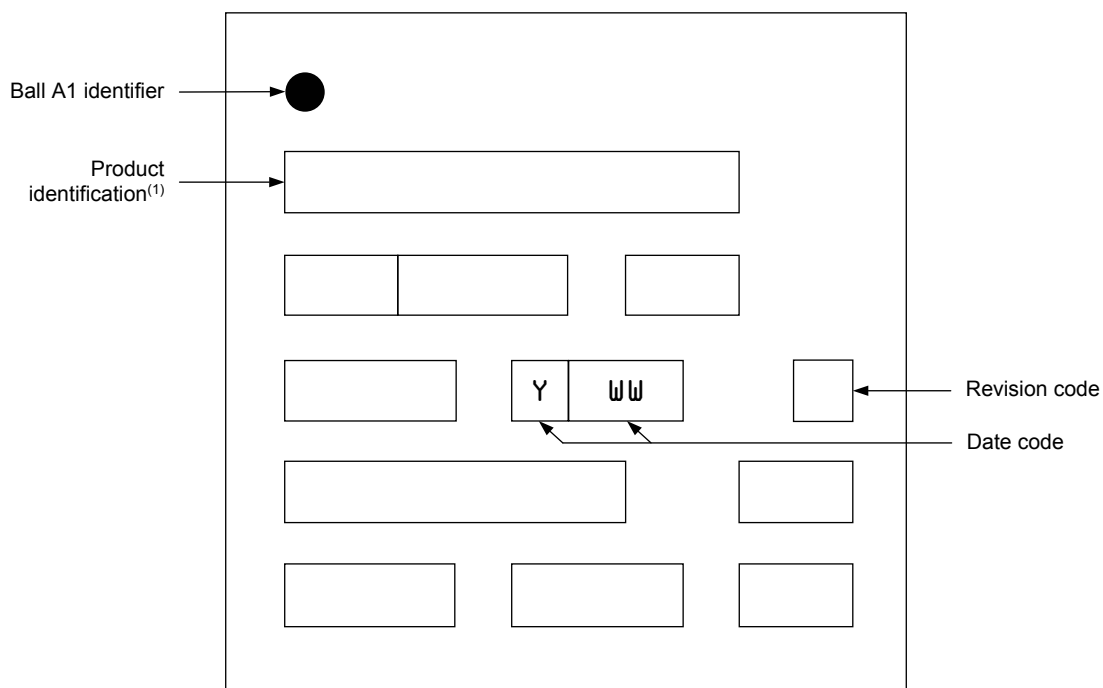 Ball A1 identifier
Product
identification(1)
Y WW
Revision code
Date code